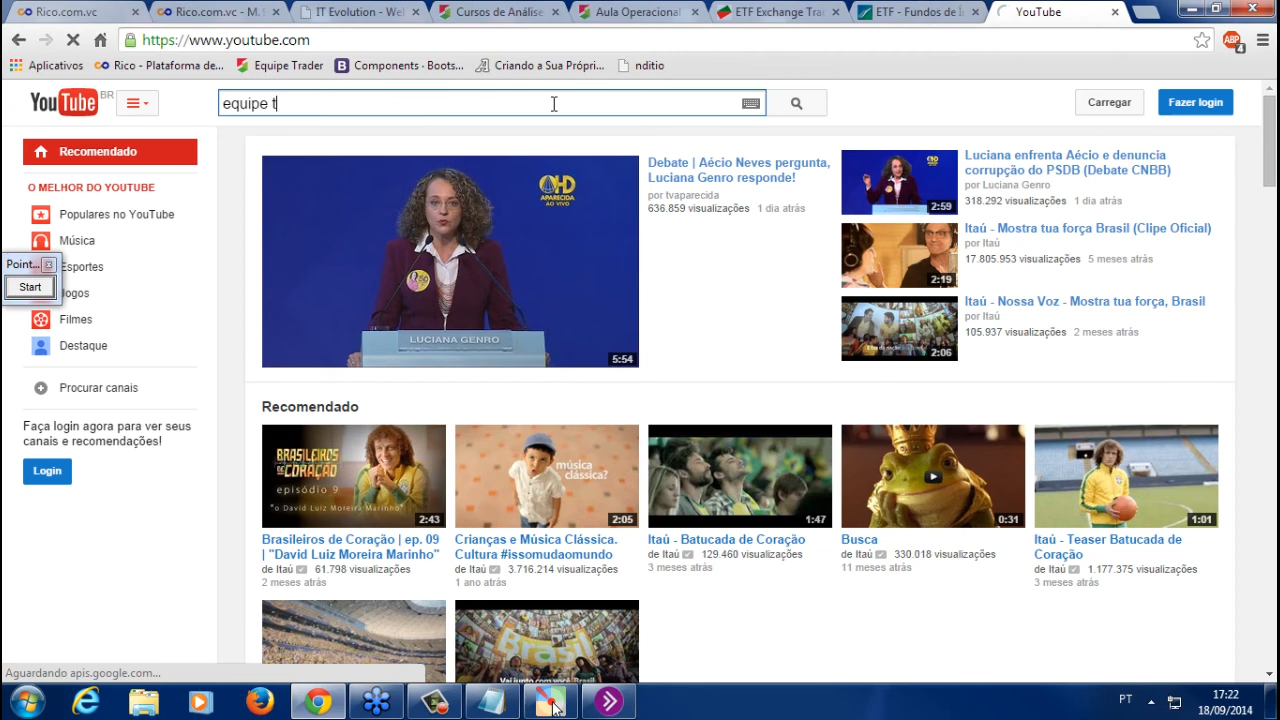 Rico.com.vc
Rico.com.vc - M.
IT Evolution - We
Cursos de Análise
Aula Operacional
ETF Exchange Tra
ETF - Fundos de Ín
YouTube
https://www.youtube.com
ABP
4
Aplicativos
Rico - Plataforma de...
Equipe Trader
Components · Boots...
Criando a Sua Própri...
nditio
YouTube BR
equipe t
Carregar
Fazer login
Recomendado
O MELHOR DO YOUTUBE
Populares no YouTube
Música
Esportes
Jogos
Filmes
Destaque
Procurar canais
Faça login agora para ver seus
canais e recomendações!
Login
Point...
Start
HD
APARECIDA
AO VIVO
LUCIANA GENRO
5:54
Debate | Aécio Neves pergunta,
Luciana Genro responde!
por tvaparecida
636.859 visualizações 1 dia atrás
2:59
Luciana enfrenta Aécio e denuncia
corrupção do PSDB (Debate CNBB)
por Luciana Genro
318.292 visualizações 1 dia atrás
2:19
Itaú - Mostra tua força Brasil (Clipe Oficial)
por Itaú
17.805.953 visualizações 5 meses atrás
2:06
Itaú - Nossa Voz - Mostra tua força, Brasil
por Itaú
105.937 visualizações 2 meses atrás
Recomendado
BRASILEIROS
DE CORAÇÃO
episódio 9
"o David Luiz Moreira Marinho"
2:43
Brasileiros de Coração | ep. 09
| "David Luiz Moreira Marinho"
de Itaú 61.798 visualizações
2 meses atrás
música
clássica?
2:05
Crianças e Música Clássica.
Cultura #issomudaomundo
de Itaú 3.716.214 visualizações
1 ano atrás
1:47
Itaú - Batucada de Coração
de Itaú 129.460 visualizações
3 meses atrás
0:31
Busca
de Itaú 330.018 visualizações
11 meses atrás
1:01
Itaú - Teaser Batucada de
Coração
de Itaú 1.177.375 visualizações
3 meses atrás
Brasil
Vai junto com você!
Aguardando apis.google.com...
PT
17:22
18/09/2014